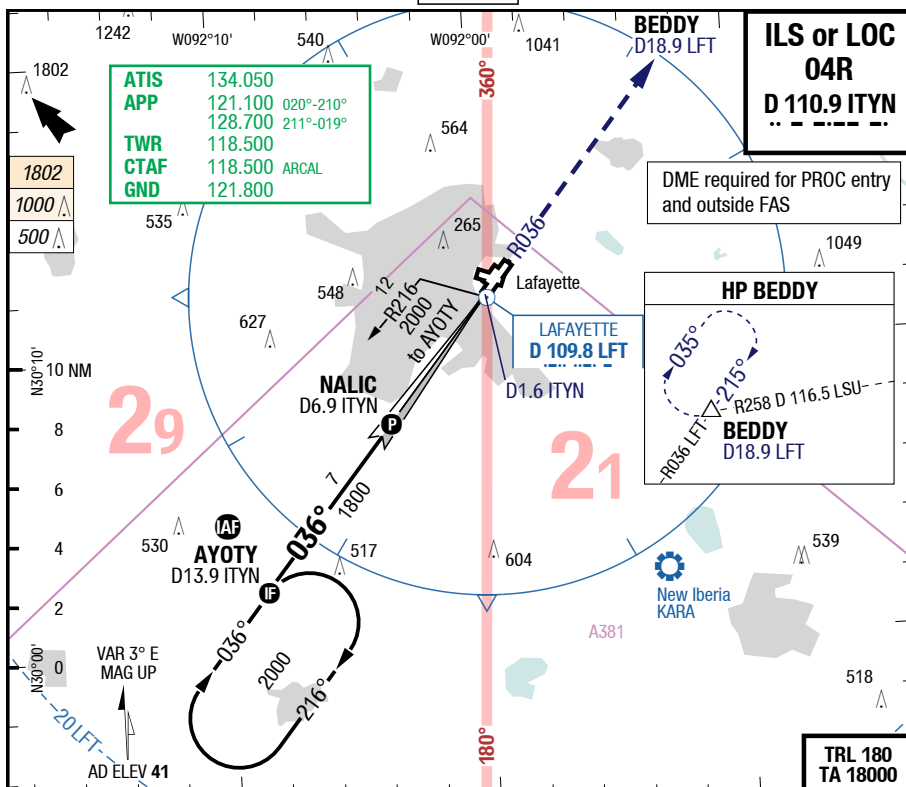 1242
W092°10'
540
W092°00'
1041
BEDDY
D18.9 LFT
ILS or LOC
04R
D 110.9 ITYN
1802
ATIS 134.050
APP 121.100 020°-210°
128.700 211°-019°
TWR 118.500
CTAF 118.500 ARCAL
GND 121.800
360°
564
1802
1000
500
535
DME required for PROC entry
and outside FAS
265
R036
1049
548
12
R216
2000
to AYOTY
Lafayette
HP BEDDY
627
LAFAYETTE
D 109.8 LFT
035°
215°
N30°10'
10 NM
NALIC
D6.9 ITYN
D1.6 ITYN
R258 D 116.5 LSU
R036 LFT
BEDDY
D18.9 LFT
29
8
21
7
1800
6
036°
IAF
530
AYOTY
D13.9 ITYN
517
604
539
4
IF
P
New Iberia
KARA
2
036°
A381
VAR 3° E
MAG UP
N30°00'
0
2000
216°
518
20 LFT
180°
AD ELEV 41
TRL 180
TA 18000